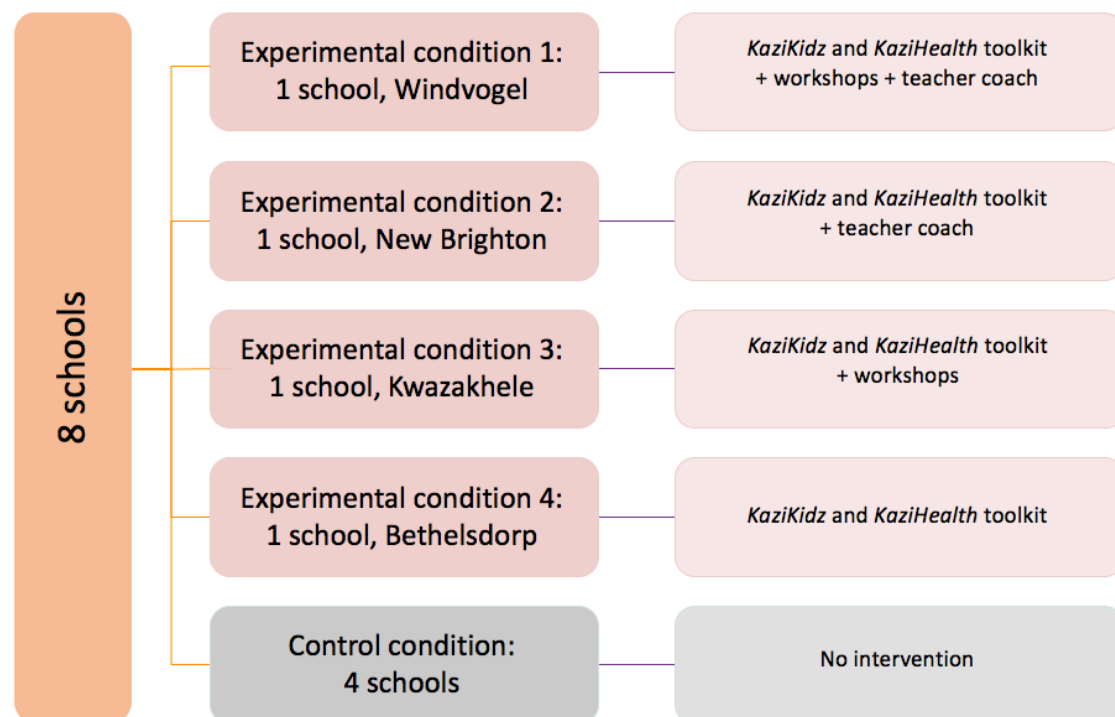 8 schools
Experimental condition 1:
1 school, Windvogel
KaziKidz and KaziHealth toolkit
+ workshops + teacher coach
Experimental condition 2:
1 school, New Brighton
KaziKidz and KaziHealth toolkit
+ teacher coach
Experimental condition 3:
1 school, Kwazakhele
KaziKidz and KaziHealth toolkit
+ workshops
Experimental condition 4:
1 school, Bethelsdorp
KaziKidz and KaziHealth toolkit
Control condition:
4 schools
No intervention